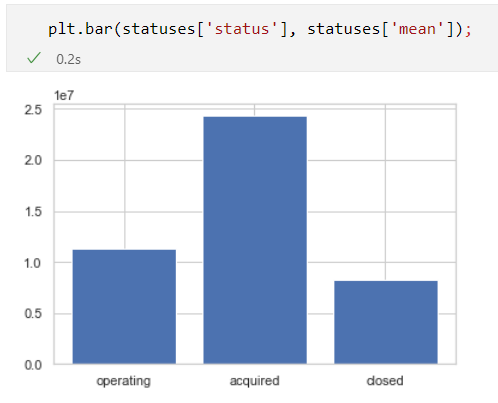 plt.bar(statuses['status'], statuses['mean']);
0.2s
1e7
2.5
2.0
1.5
1.0
0.5
0.0
operating acquired closed